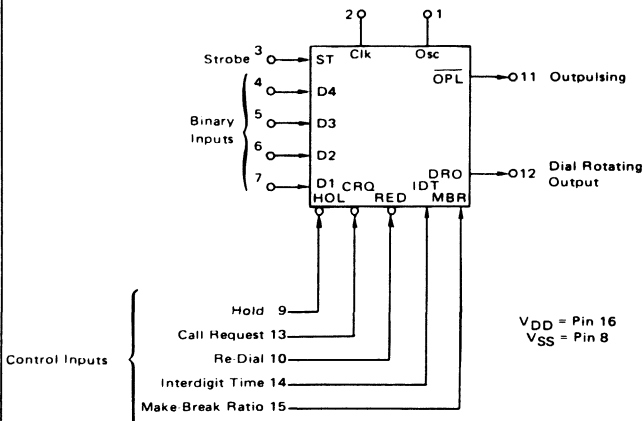 2 1
Clk Osc
Strobe 3 ST
OPL 11 Outpulsing
4 D4
5 D3
Binary
Inputs
6 D2
7 D1
DRO 12 Dial Rotating
Output
HOL CRQ RED IDT MBR
Hold 9
Call Request 13
Re-Dial 10
Interdigit Time 14
Make-Break Ratio 15
Control Inputs
VDD = Pin 16
VSS = Pin 8